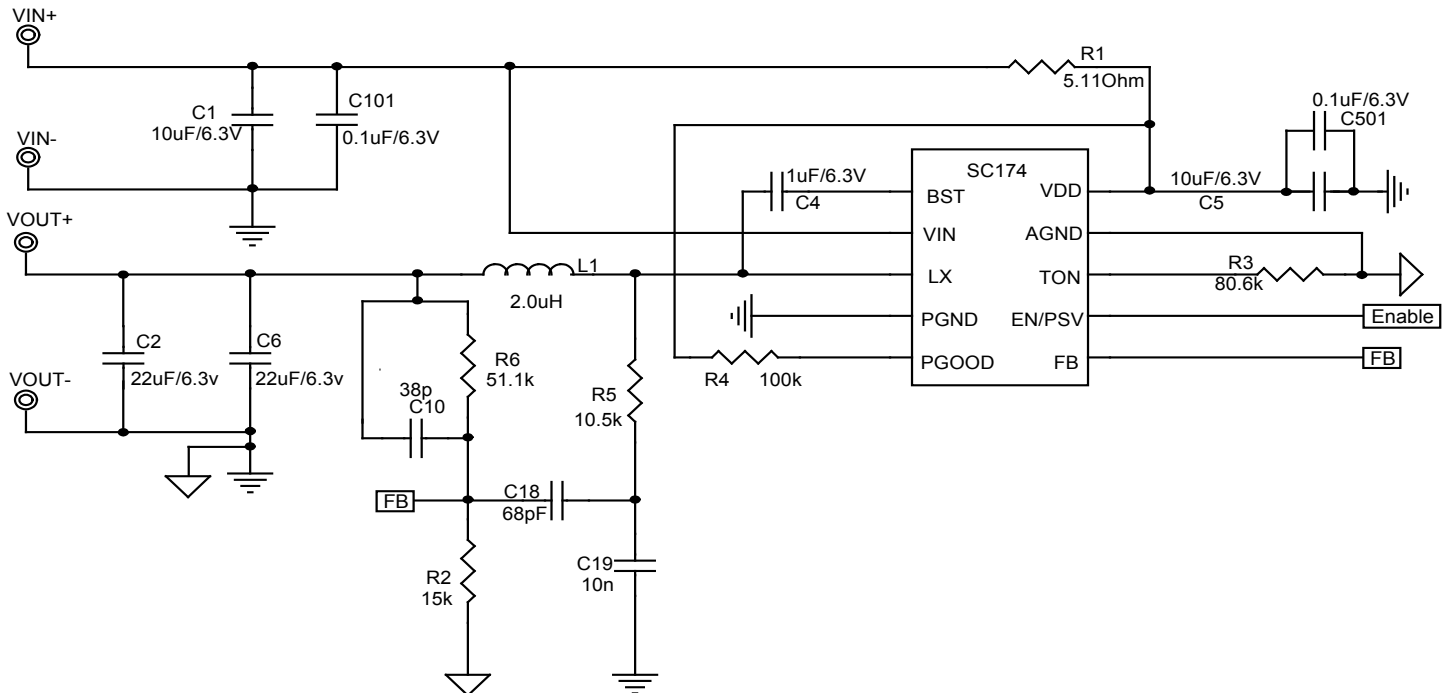 VIN+
R1
5.11Ohm
C1
10uF/6.3V
C101
0.1uF/6.3V
0.1uF/6.3V
C501
VIN-
1uF/6.3V
C4
SC174
BST
VIN
LX
PGND
PGOOD
VDD
AGND
TON
EN/PSV
FB
10uF/6.3V
C5
R3
80.6k
Enable
FB
VOUT+
L1
2.0uH
C2
22uF/6.3v
C6
22uF/6.3v
VOUT-
R6
51.1k
38p
C10
R5
10.5k
R4
100k
FB
C18
68pF
R2
15k
C19
10n